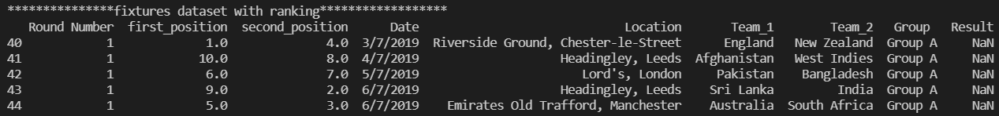 ***************fixtures dataset with ranking******************
Round Number first_position second_position Date Location Team_1 Team_2 Group Result
40 1 1.0 4.0 3/7/2019 Riverside Ground, Chester-le-Street England New Zealand Group A NaN
41 1 10.0 8.0 4/7/2019 Headingley, Leeds Afghanistan West Indies Group A NaN
42 1 6.0 7.0 5/7/2019 Lord's, London Pakistan Bangladesh Group A NaN
43 1 9.0 2.0 6/7/2019 Headingley, Leeds Sri Lanka India Group A NaN
44 1 5.0 3.0 6/7/2019 Emirates Old Trafford, Manchester Australia South Africa Group A NaN